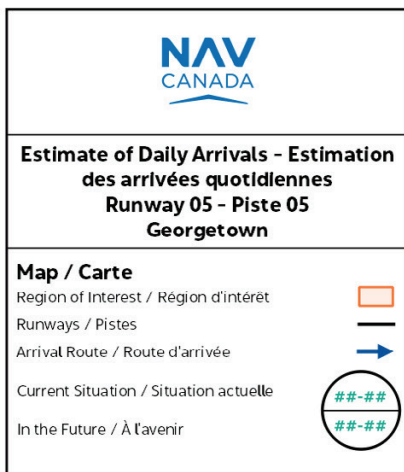 NAV
CANADA
Estimate of Daily Arrivals - Estimation
des arrivées quotidiennes
Runway 05 - Piste 05
Georgetown
Map / Carte
Region of Interest / Région d'intérêt
Runways / Pistes
Arrival Route / Route d'arrivée
Current Situation / Situation actuelle
##-##
In the Future / À l'avenir
##-##